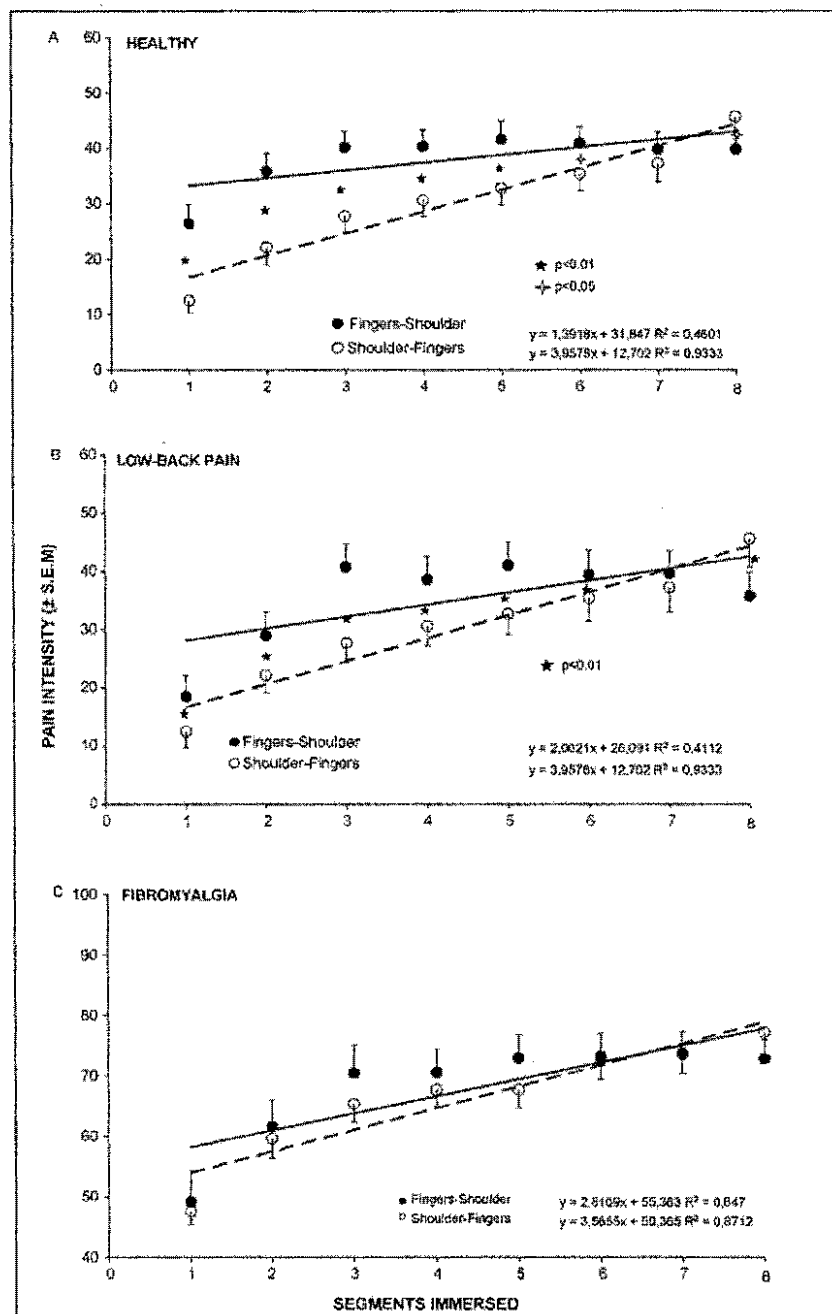 A HEALTHY
60
50
40
30
20
10
0
★ p<0.01
✧ p<0.05
● Fingers-Shoulder
○ Shoulder-Fingers
y = 1,3918x + 31,847 R² = 0,4601
y = 3,9578x + 12,702 R² = 0,9333
0 1 2 3 4 5 6 7 8
B LOW-BACK PAIN
60
50
40
30
20
10
0
★ p<0.01
● Fingers-Shoulder
○ Shoulder-Fingers
y = 2,0821x + 26,091 R² = 0,4112
y = 3,9578x + 12,702 R² = 0,9333
0 1 2 3 4 5 6 7 8
PAIN INTENSITY (± S.E.M)
C FIBROMYALGIA
100
90
80
70
60
50
40
● Fingers-Shoulder
○ Shoulder-Fingers
y = 2,8109x + 55,363 R² = 0,647
y = 3,5655x + 50,365 R² = 0,8712
0 1 2 3 4 5 6 7 8
SEGMENTS IMMERSED